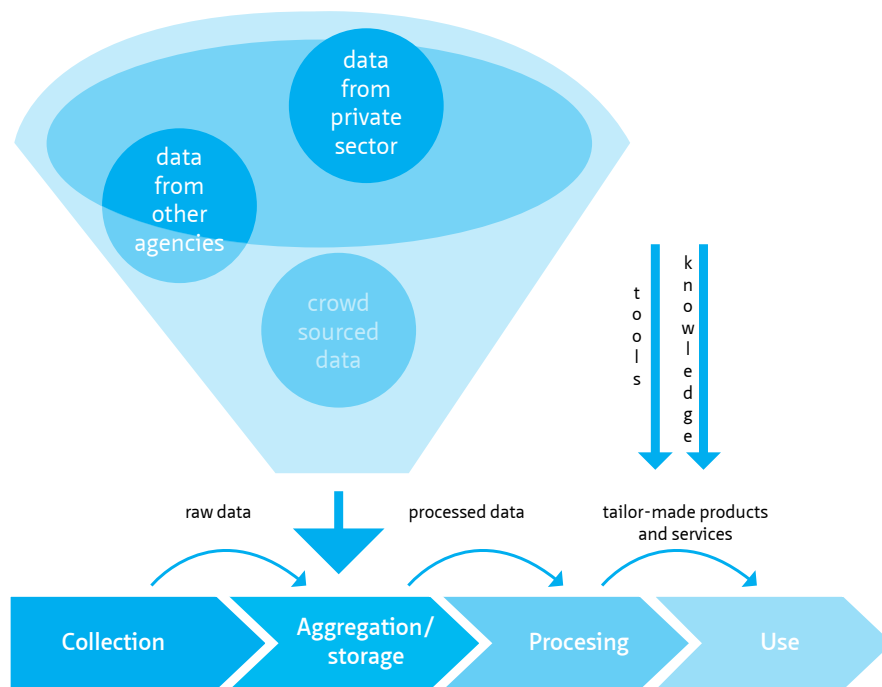 data
from
private
sector
data
from
other
agencies
crowd
sourced
data
tools
knowledge
raw data
processed data
tailor-made products
and services
Collection
Aggregation/
storage
Procesing
Use